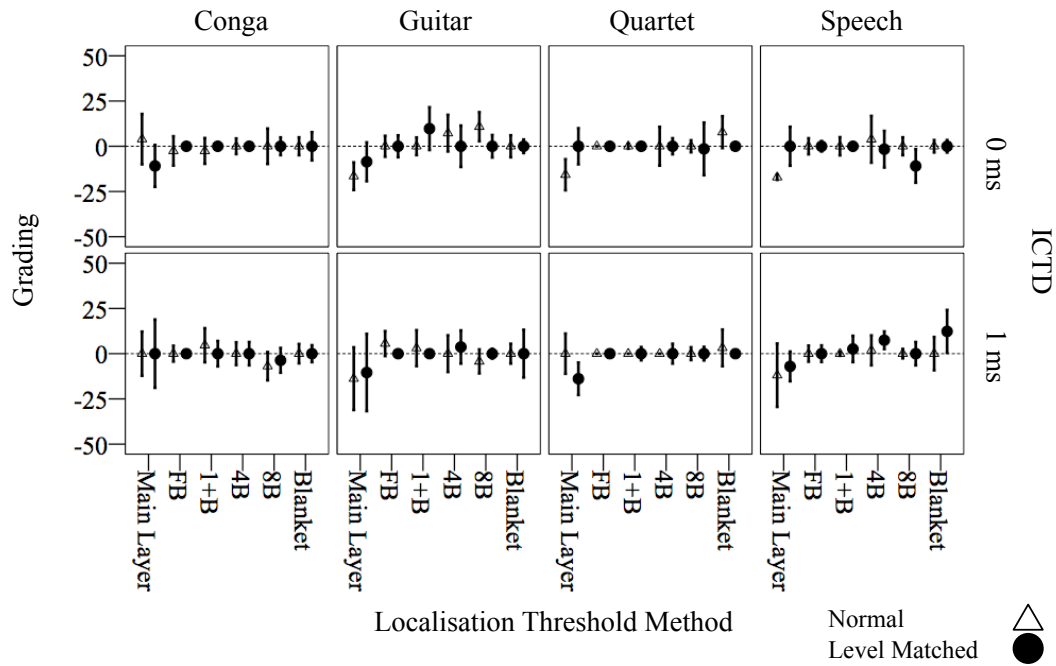 Conga Guitar Quartet Speech
50
25
0
-25
-50
0 ms
50
25
0
-25
-50
1 ms
Grading
ICTD
Main Layer FB 1+B 4B 8B Blanket Main Layer FB 1+B 4B 8B Blanket Main Layer FB 1+B 4B 8B Blanket Main Layer FB 1+B 4B 8B Blanket
Localisation Threshold Method
Normal
Level Matched